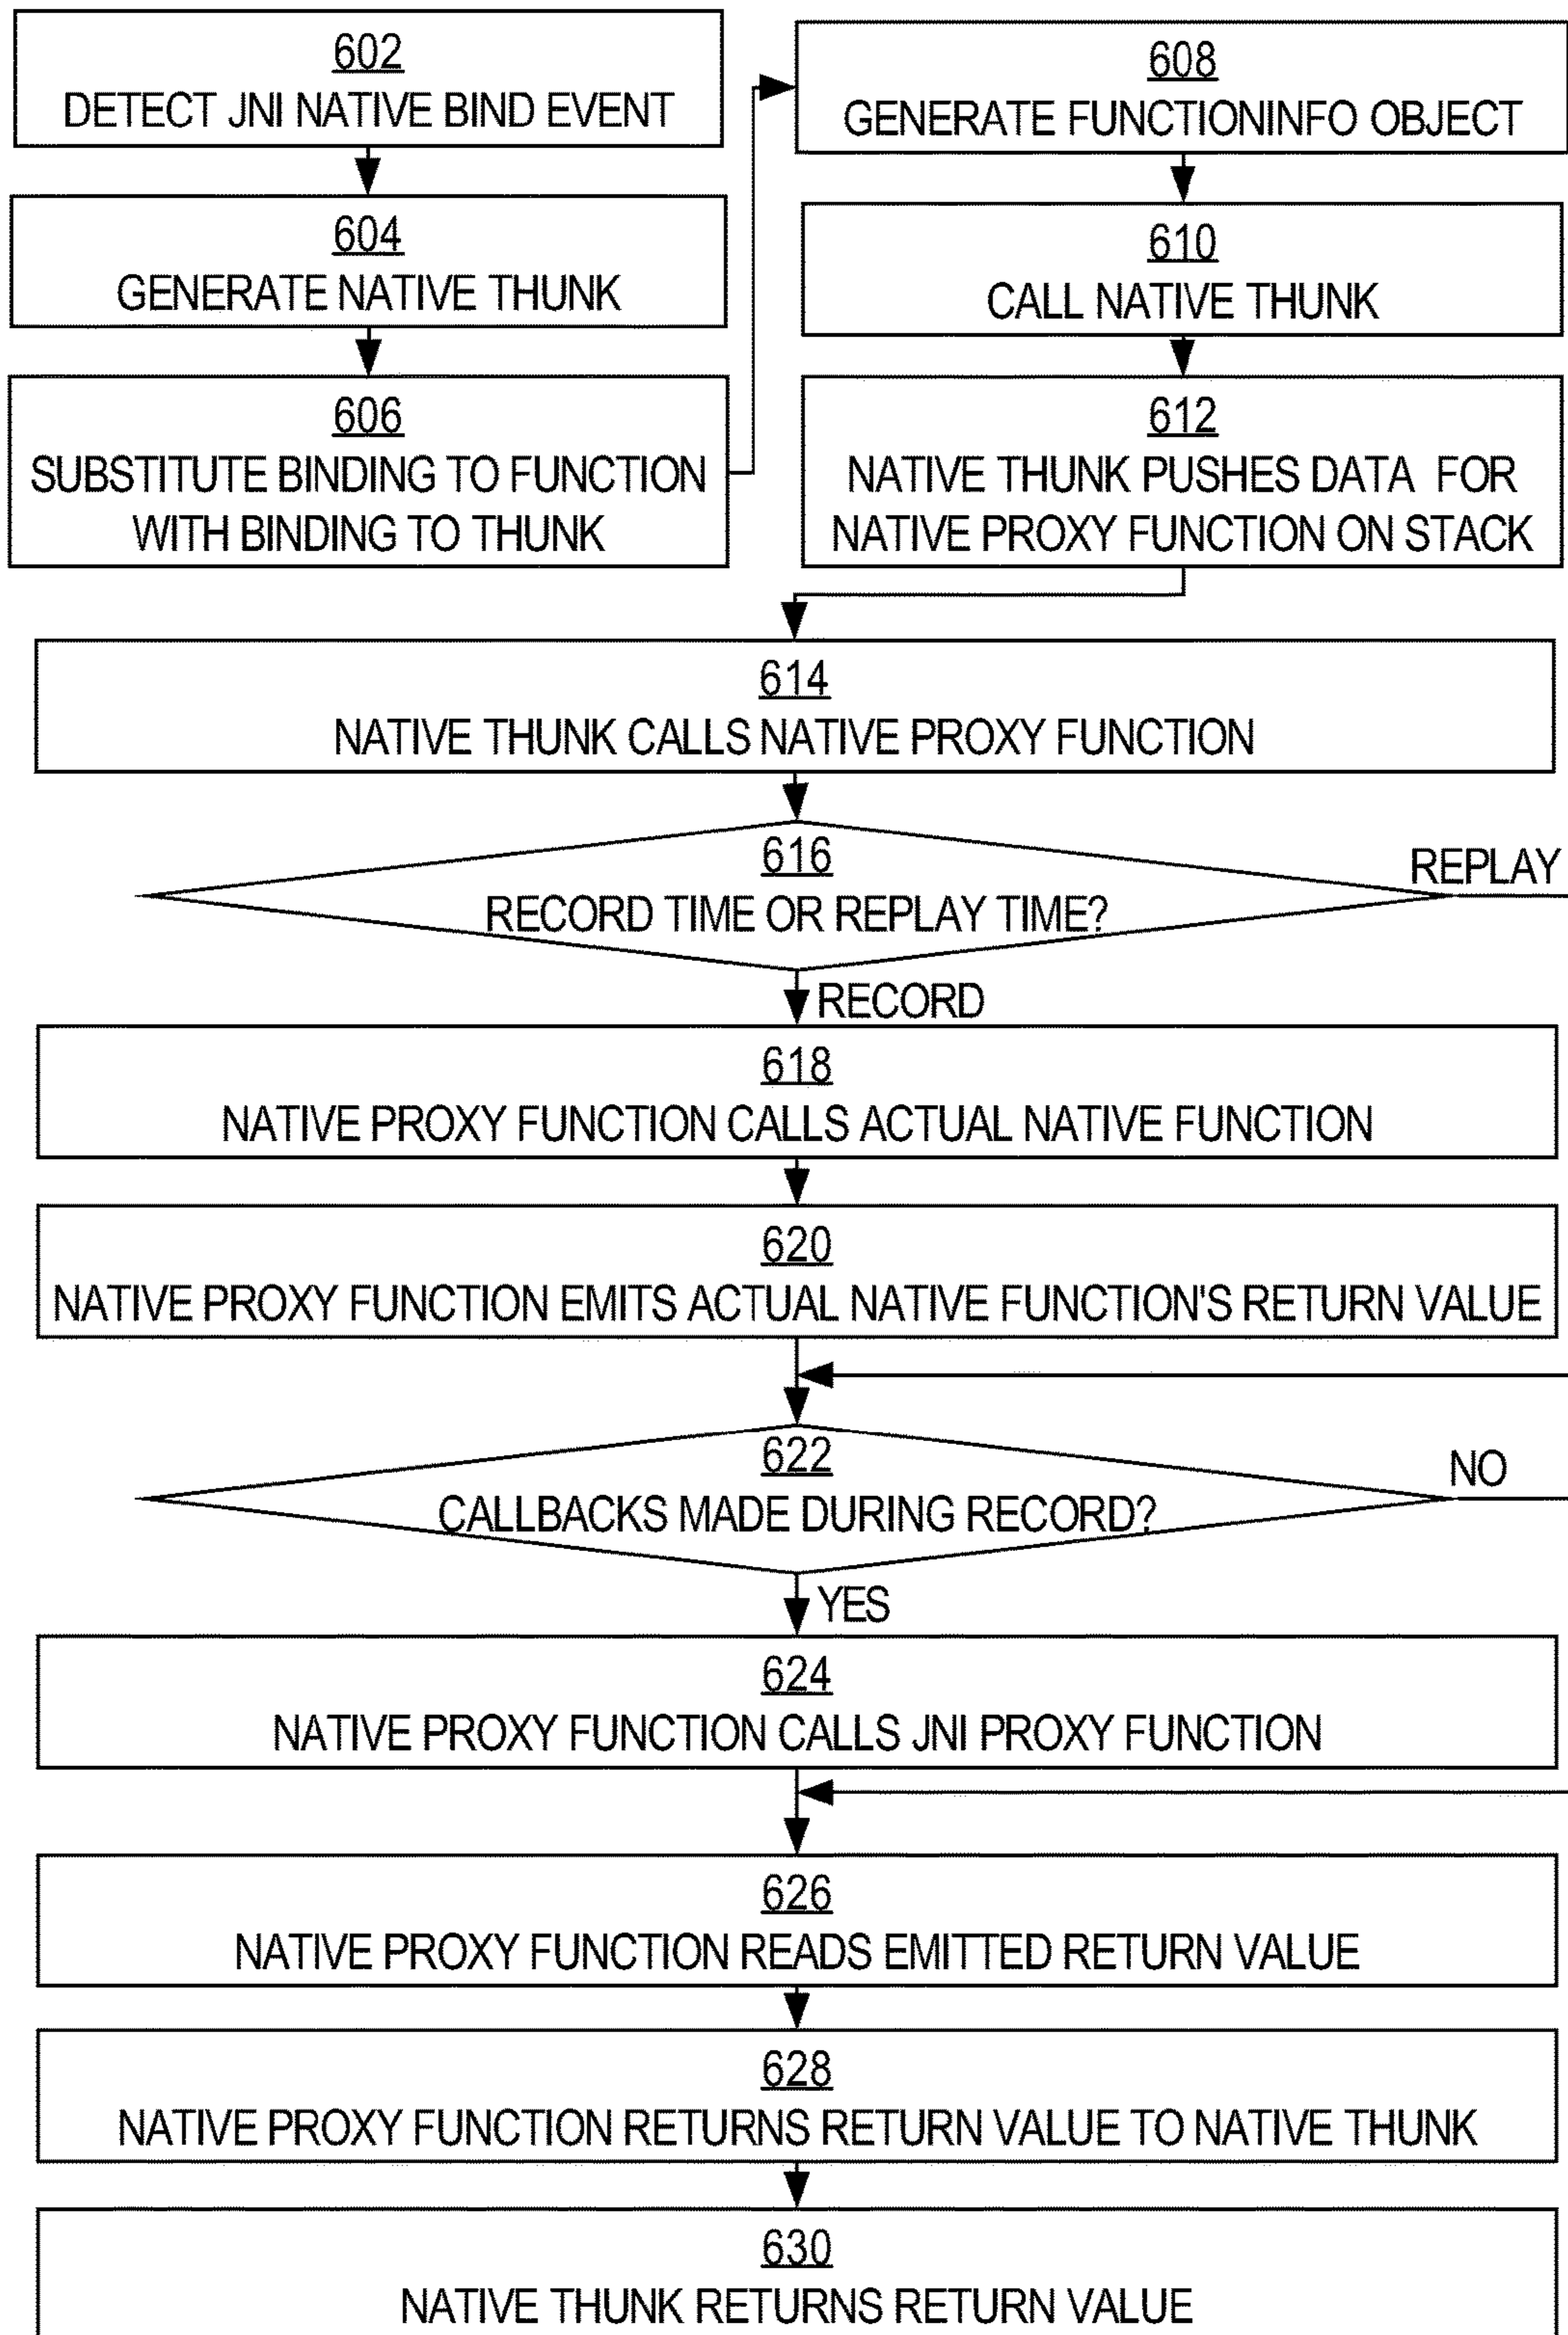 602
DETECT JNI NATIVE BIND EVENT
604
GENERATE NATIVE THUNK
606
SUBSTITUTE BINDING TO FUNCTION
WITH BINDING TO THUNK
608
GENERATE FUNCTIONINFO OBJECT
610
CALL NATIVE THUNK
612
NATIVE THUNK PUSHES DATA FOR
NATIVE PROXY FUNCTION ON STACK
614
NATIVE THUNK CALLS NATIVE PROXY FUNCTION
616
RECORD TIME OR REPLAY TIME?
REPLAY
RECORD
618
NATIVE PROXY FUNCTION CALLS ACTUAL NATIVE FUNCTION
620
NATIVE PROXY FUNCTION EMITS ACTUAL NATIVE FUNCTION'S RETURN VALUE
622
CALLBACKS MADE DURING RECORD?
NO
YES
624
NATIVE PROXY FUNCTION CALLS JNI PROXY FUNCTION
626
NATIVE PROXY FUNCTION READS EMITTED RETURN VALUE
628
NATIVE PROXY FUNCTION RETURNS RETURN VALUE TO NATIVE THUNK
630
NATIVE THUNK RETURNS RETURN VALUE